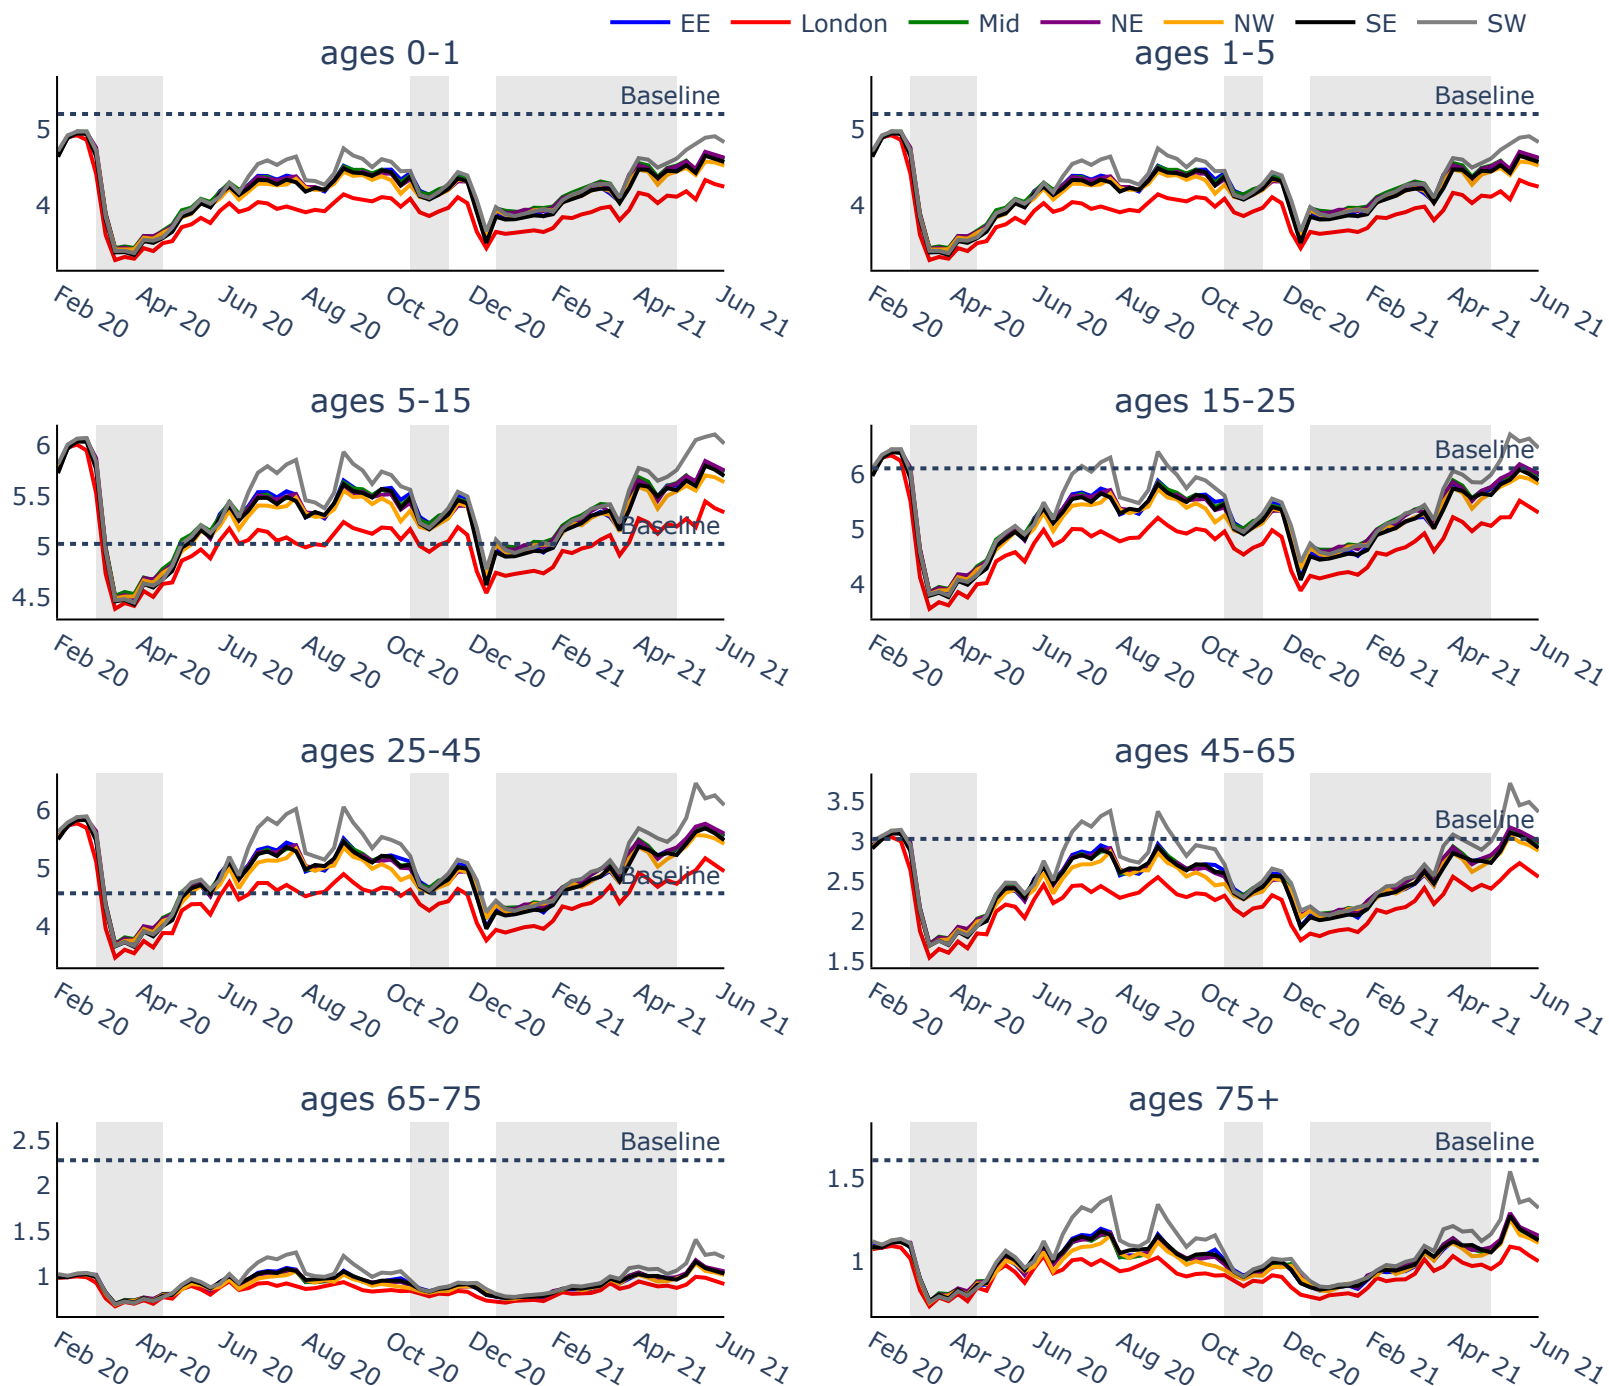 EE London Mid NE NW SE SW
ages 0-1 ages 1-5
Baseline Baseline
5 5
4 4
Feb 20 Apr 20 Jun 20 Aug 20 Oct 20 Dec 20 Feb 21 Apr 21 Jun 21 Feb 20 Apr 20 Jun 20 Aug 20 Oct 20 Dec 20 Feb 21 Apr 21 Jun 21
ages 5-15 ages 15-25
6 Baseline
5.5 6
Baseline
5 5
4.5 4
Feb 20 Apr 20 Jun 20 Aug 20 Oct 20 Dec 20 Feb 21 Apr 21 Jun 21 Feb 20 Apr 20 Jun 20 Aug 20 Oct 20 Dec 20 Feb 21 Apr 21 Jun 21
ages 25-45 ages 45-65
6 3.5
Baseline
3
5 2.5
Baseline
4 2
1.5
Feb 20 Apr 20 Jun 20 Aug 20 Oct 20 Dec 20 Feb 21 Apr 21 Jun 21 Feb 20 Apr 20 Jun 20 Aug 20 Oct 20 Dec 20 Feb 21 Apr 21 Jun 21
ages 65-75 ages 75+
2.5 Baseline Baseline
2 1.5
1.5
1 1
Feb 20 Apr 20 Jun 20 Aug 20 Oct 20 Dec 20 Feb 21 Apr 21 Jun 21 Feb 20 Apr 20 Jun 20 Aug 20 Oct 20 Dec 20 Feb 21 Apr 21 Jun 21